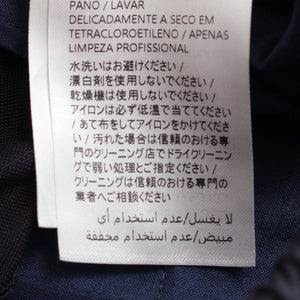 PANO / LAVAR
DELICADAMENTE A SECO EM
TETRACLOROETILENO / APENAS
LIMPEZA PROFISSIONAL
水洗いはお避けください /
漂白剤を使用しないでください /
乾燥機は使用しないでください /
アイロンは必ず低温で当ててください
/ あて布をしてアイロンをかけてくださ
い / 汚れた場合は信頼のおける専
門のクリーニング店でドライクリーニン
グで弱い処理とご指定ください /
クリーニングは信頼のおける専門の
業者へご相談ください
لا يغسل/عدم استخدام أي
مبيض/عدم استخدام مجففة